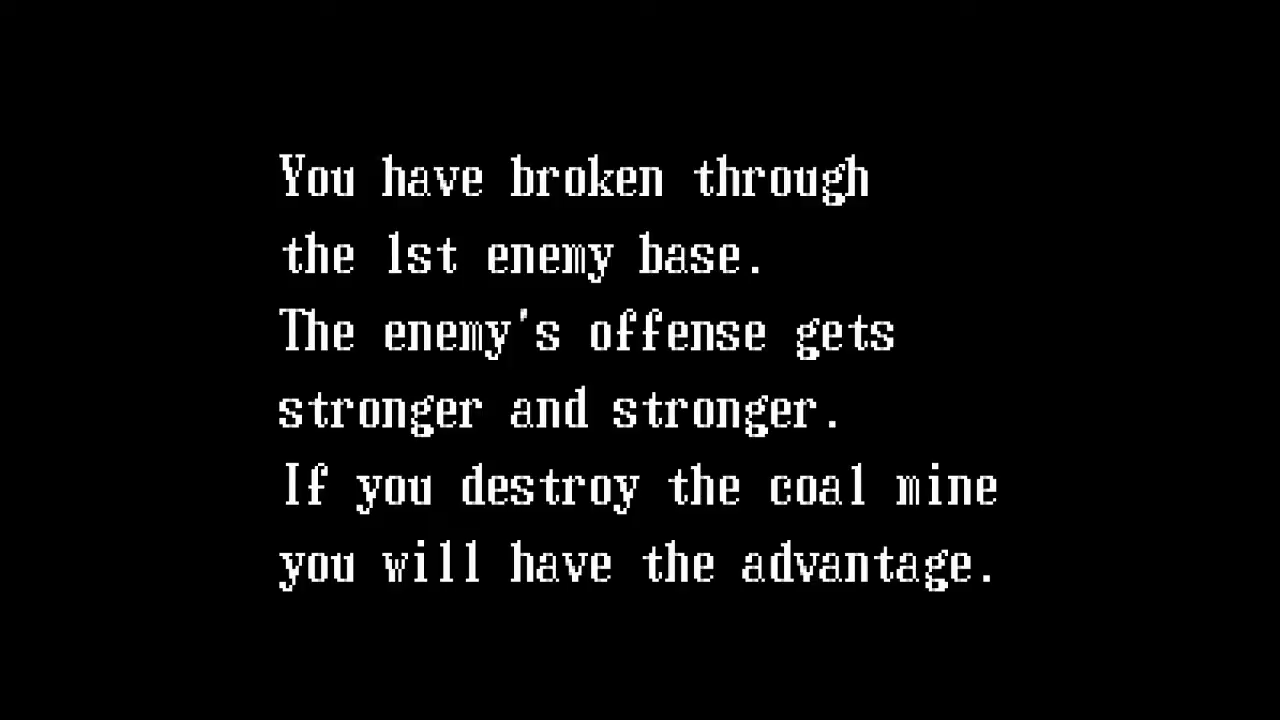 You have broken through
the 1st enemy base.
The enemy's offense gets
stronger and stronger.
If you destroy the coal mine
you will have the advantage.